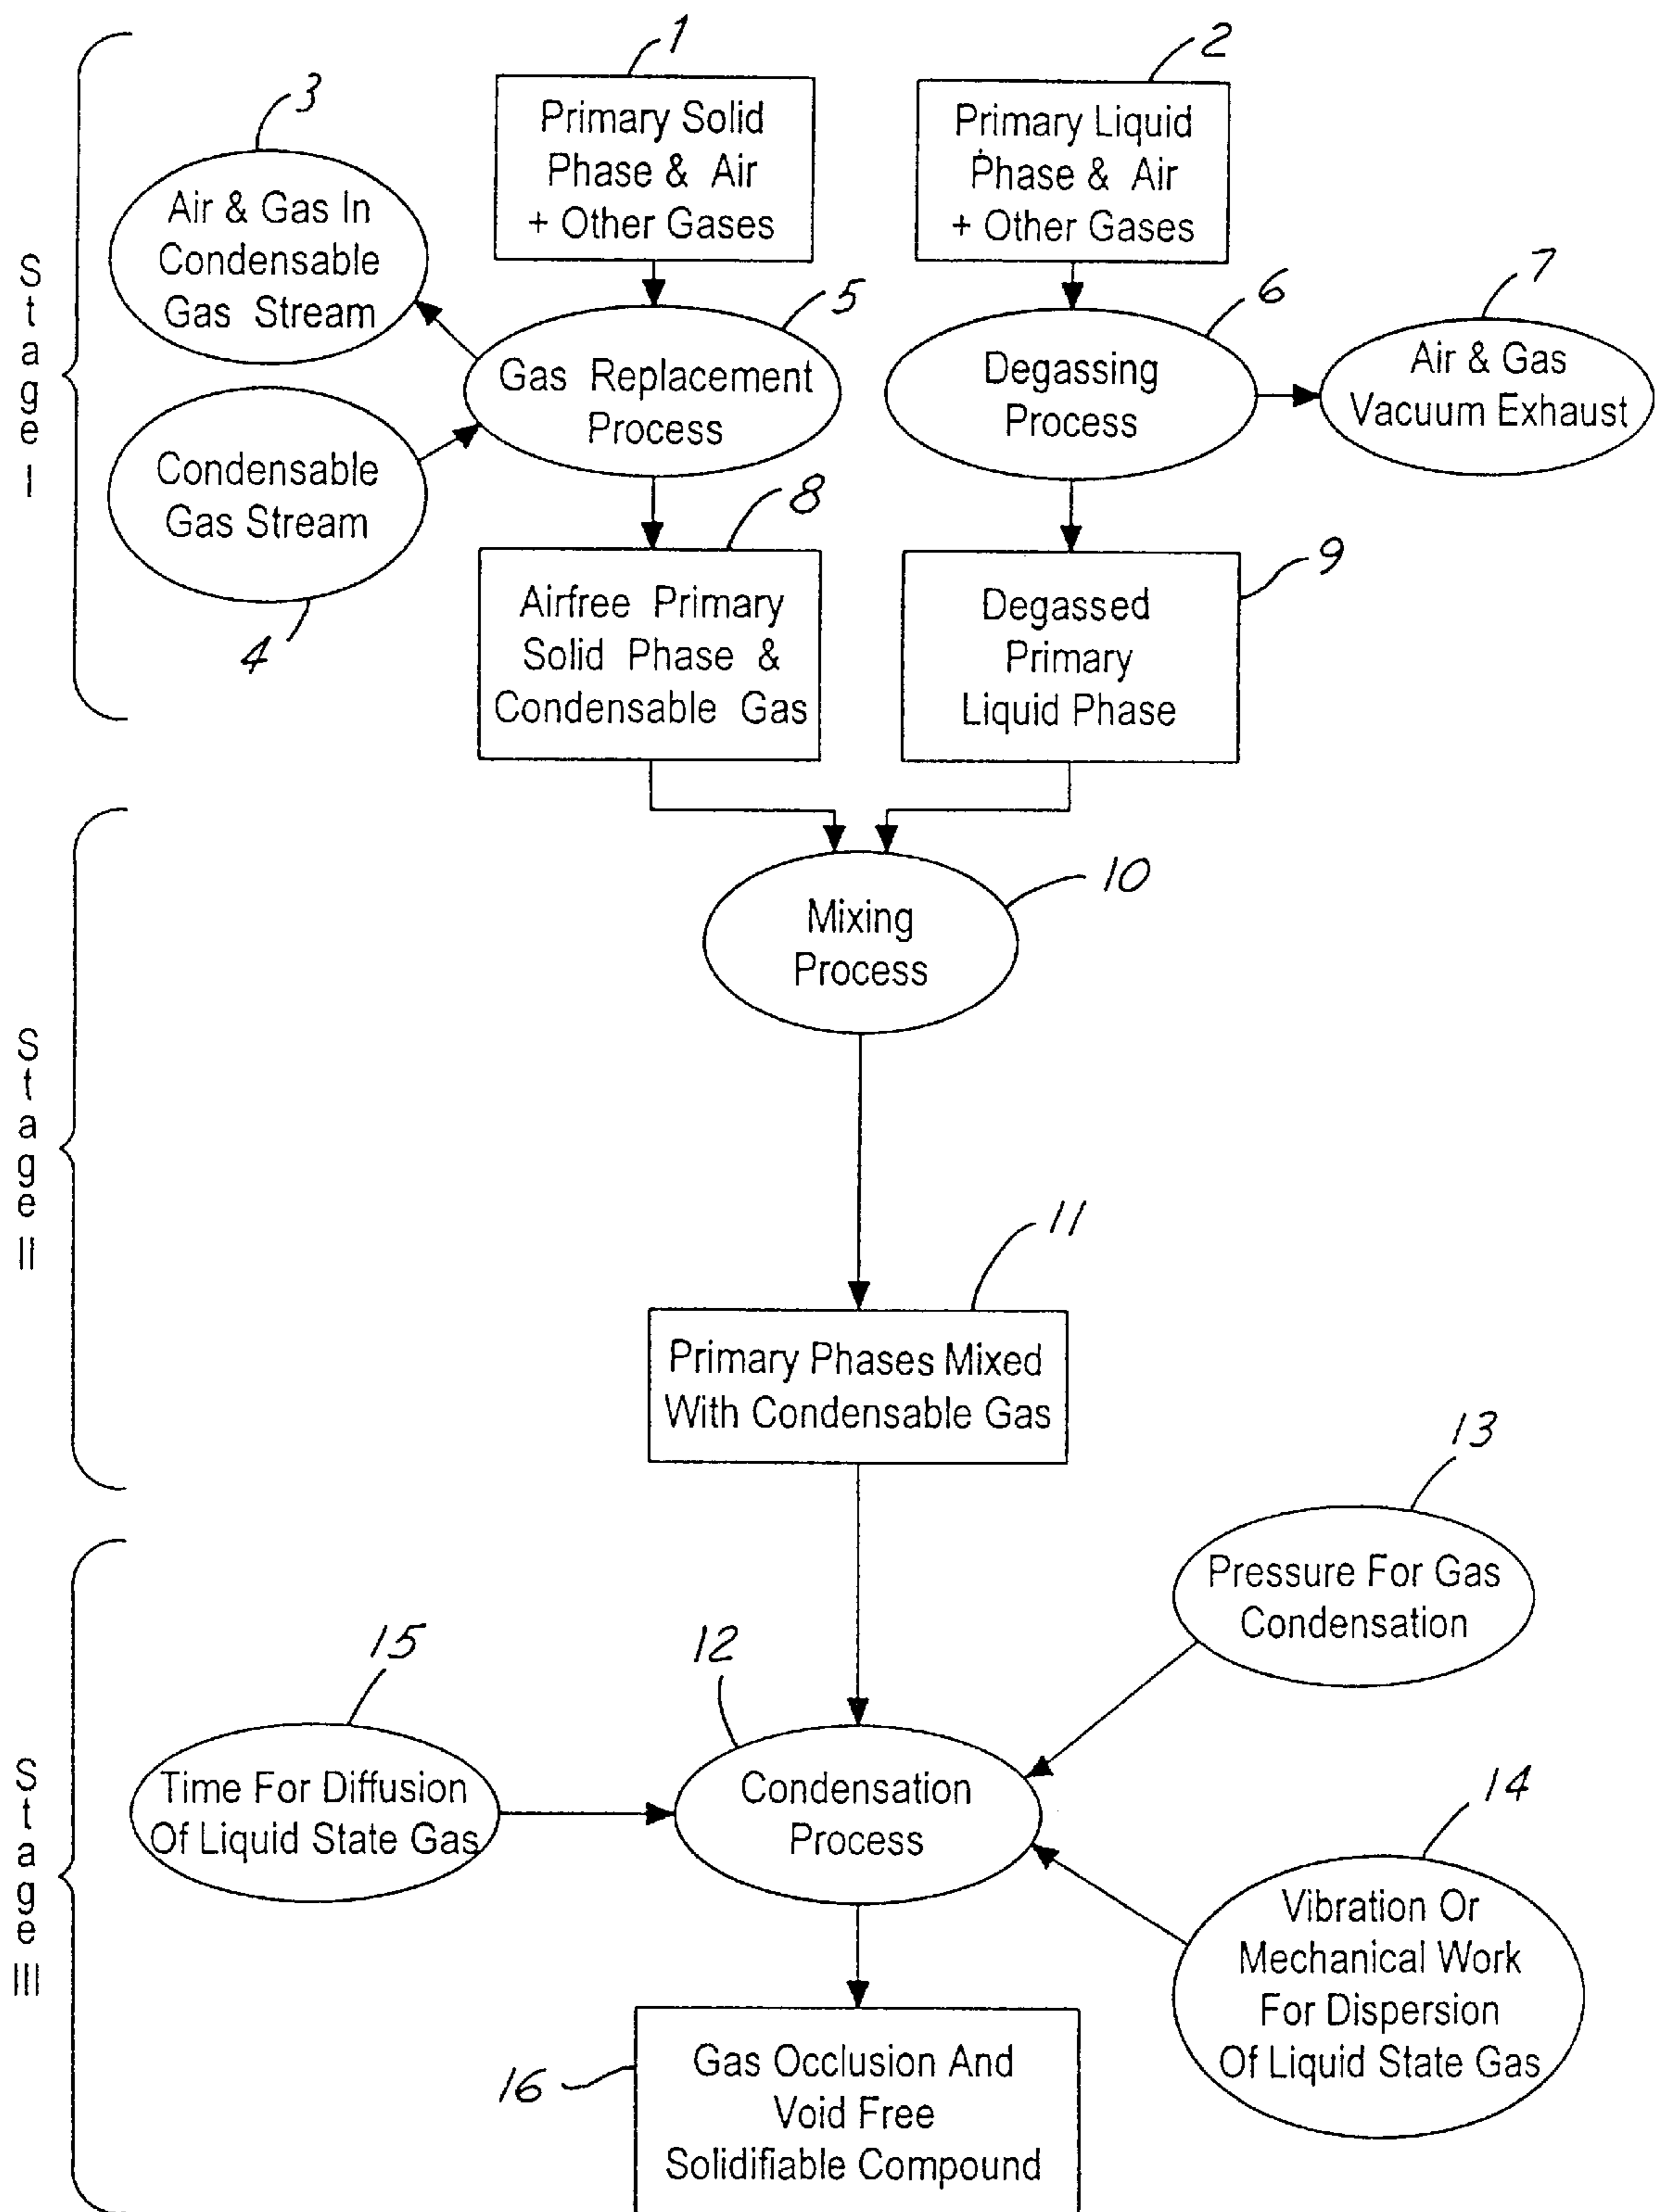 1
Primary Solid
Phase & Air
+ Other Gases
2
Primary Liquid
Phase & Air
+ Other Gases
3
Air & Gas In
Condensable
Gas Stream
Stage I
5
Gas Replacement
Process
6
Degassing
Process
7
Air & Gas
Vacuum Exhaust
Condensable
Gas Stream
4
8
Airfree Primary
Solid Phase &
Condensable Gas
9
Degassed
Primary
Liquid Phase
Stage II
10
Mixing
Process
11
Primary Phases Mixed
With Condensable Gas
Stage III
13
Pressure For Gas
Condensation
15
Time For Diffusion
Of Liquid State Gas
12
Condensation
Process
14
Vibration Or
Mechanical Work
For Dispersion
Of Liquid State Gas
16
Gas Occlusion And
Void Free
Solidifiable Compound